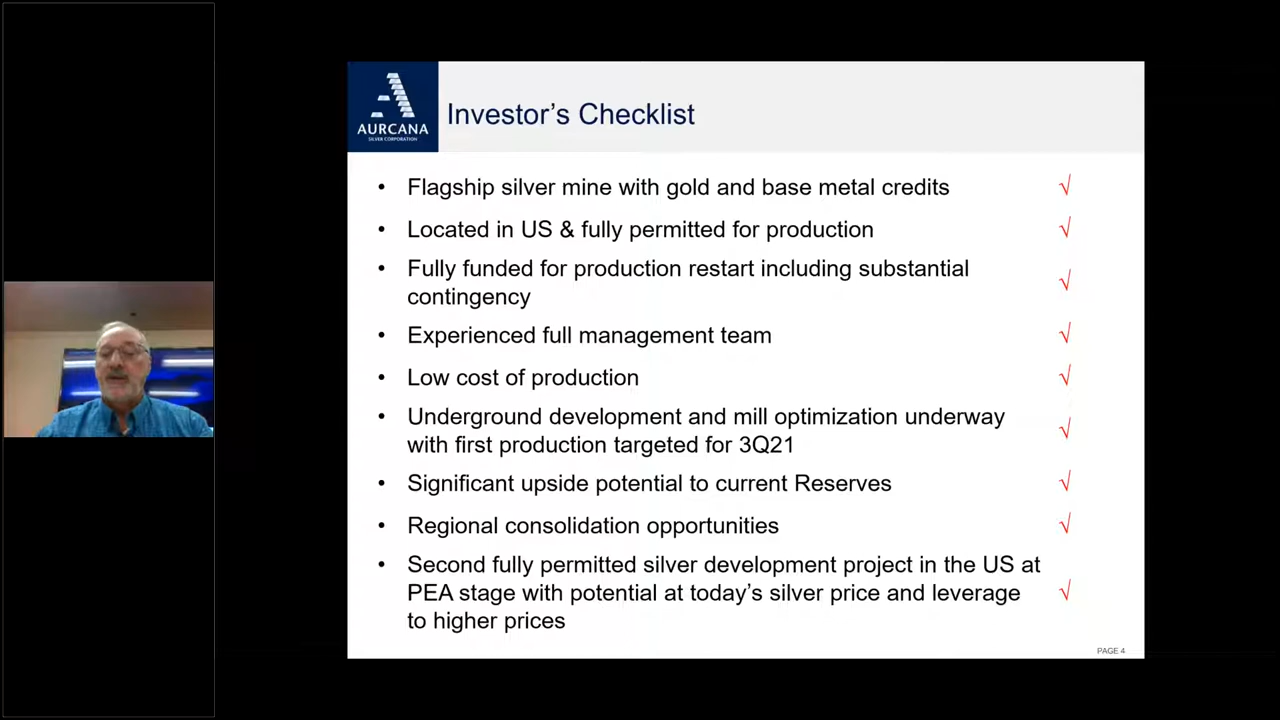 AURCANA
SILVER CORPORATION
Investor’s Checklist
• Flagship silver mine with gold and base metal credits √
• Located in US & fully permitted for production √
• Fully funded for production restart including substantial
contingency √
• Experienced full management team √
• Low cost of production √
• Underground development and mill optimization underway
with first production targeted for 3Q21 √
• Significant upside potential to current Reserves √
• Regional consolidation opportunities √
• Second fully permitted silver development project in the US at
PEA stage with potential at today’s silver price and leverage √
to higher prices
PAGE 4